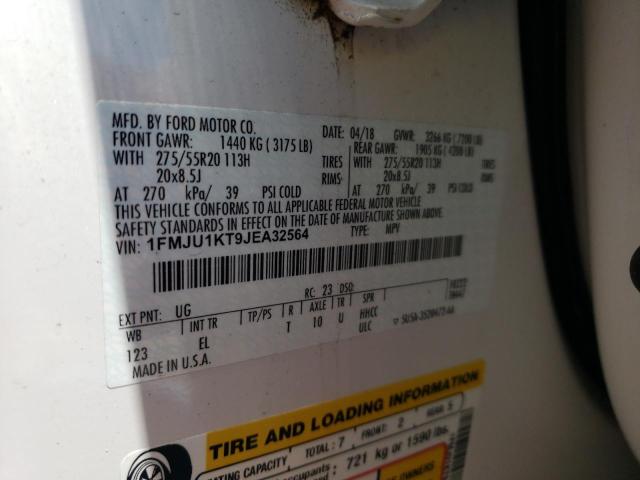 MFD. BY FORD MOTOR CO. DATE: 04/18 GVWR: 3266 KG (7200 LB)
FRONT GAWR: 1440 KG (3175 LB) REAR GAWR: 1905 KG (4200 LB)
WITH 275/55R20 113H TIRES WITH 275/55R20 113H
20x8.5J RIMS 20x8.5J
AT 270 kPa/ 39 PSI COLD AT 270 kPa/ 39 PSI COLD
THIS VEHICLE CONFORMS TO ALL APPLICABLE FEDERAL MOTOR VEHICLE
SAFETY STANDARDS IN EFFECT ON THE DATE OF MANUFACTURE SHOWN ABOVE.
VIN: 1FMJU1KT9JEA32564 TYPE: MPV
EXT PNT: UG RC: 23 DSO:
WB INT TR TP/PS R AXLE TR SPR
123 EL T 10 U HHCC
ULC
MADE IN U.S.A.
TIRE AND LOADING INFORMATION
SEATING CAPACITY TOTAL: 7 FRONT: 2 REAR: 5
occupants 721 kg or 1590 lbs.
OWNERS